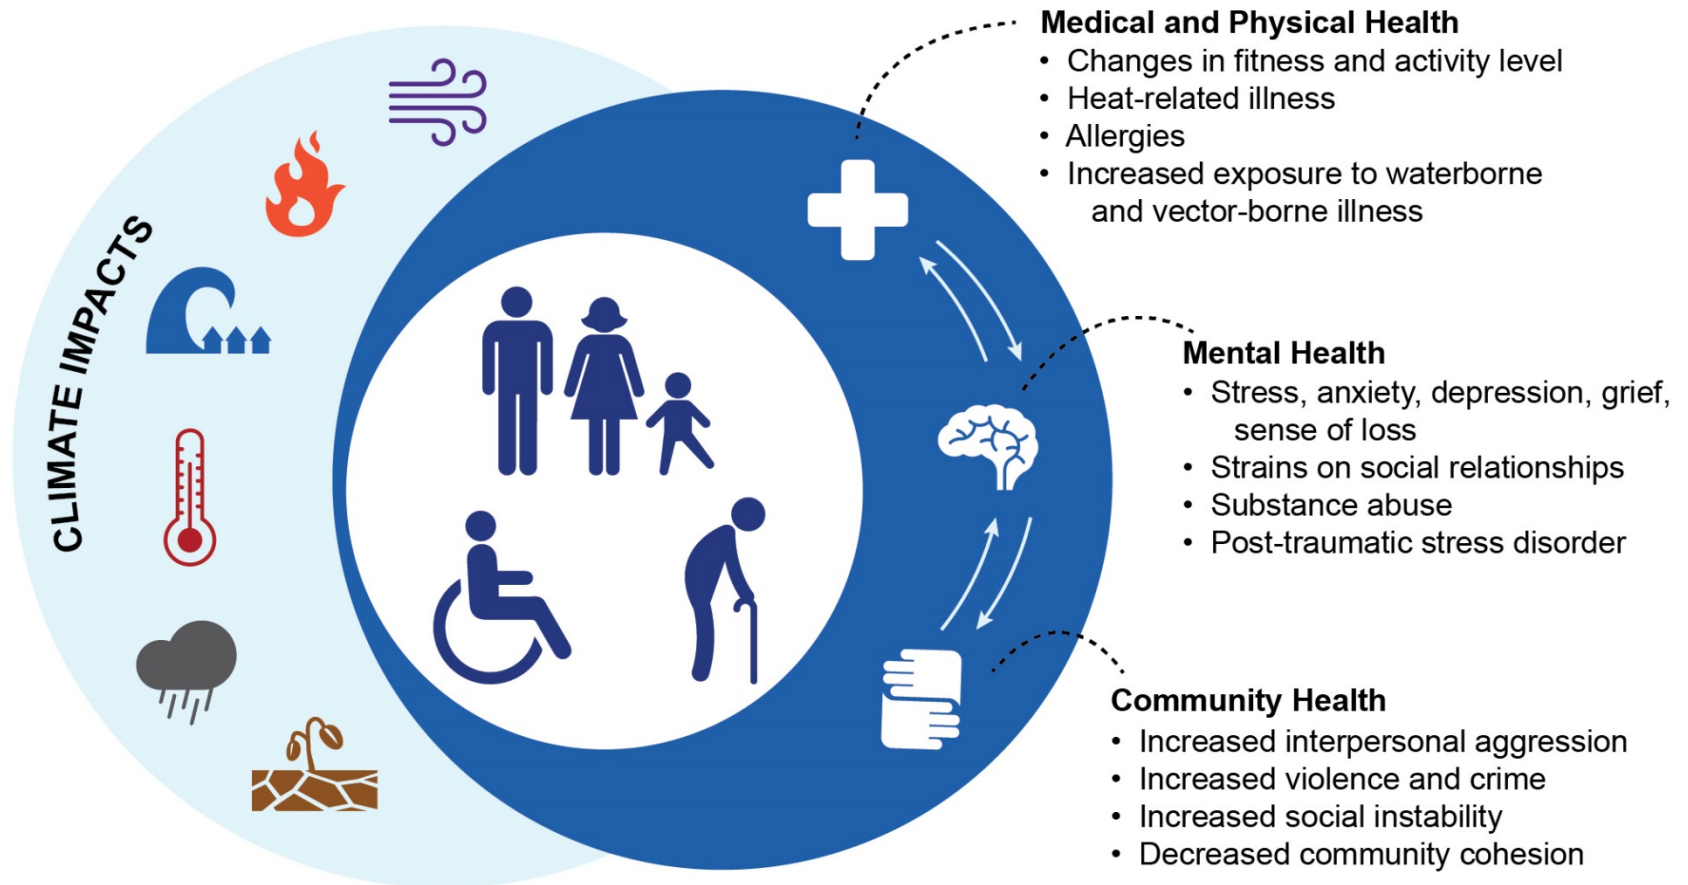 CLIMATE IMPACTS
Medical and Physical Health
• Changes in fitness and activity level
• Heat-related illness
• Allergies
• Increased exposure to waterborne
and vector-borne illness
Mental Health
• Stress, anxiety, depression, grief,
sense of loss
• Strains on social relationships
• Substance abuse
• Post-traumatic stress disorder
Community Health
• Increased interpersonal aggression
• Increased violence and crime
• Increased social instability
• Decreased community cohesion